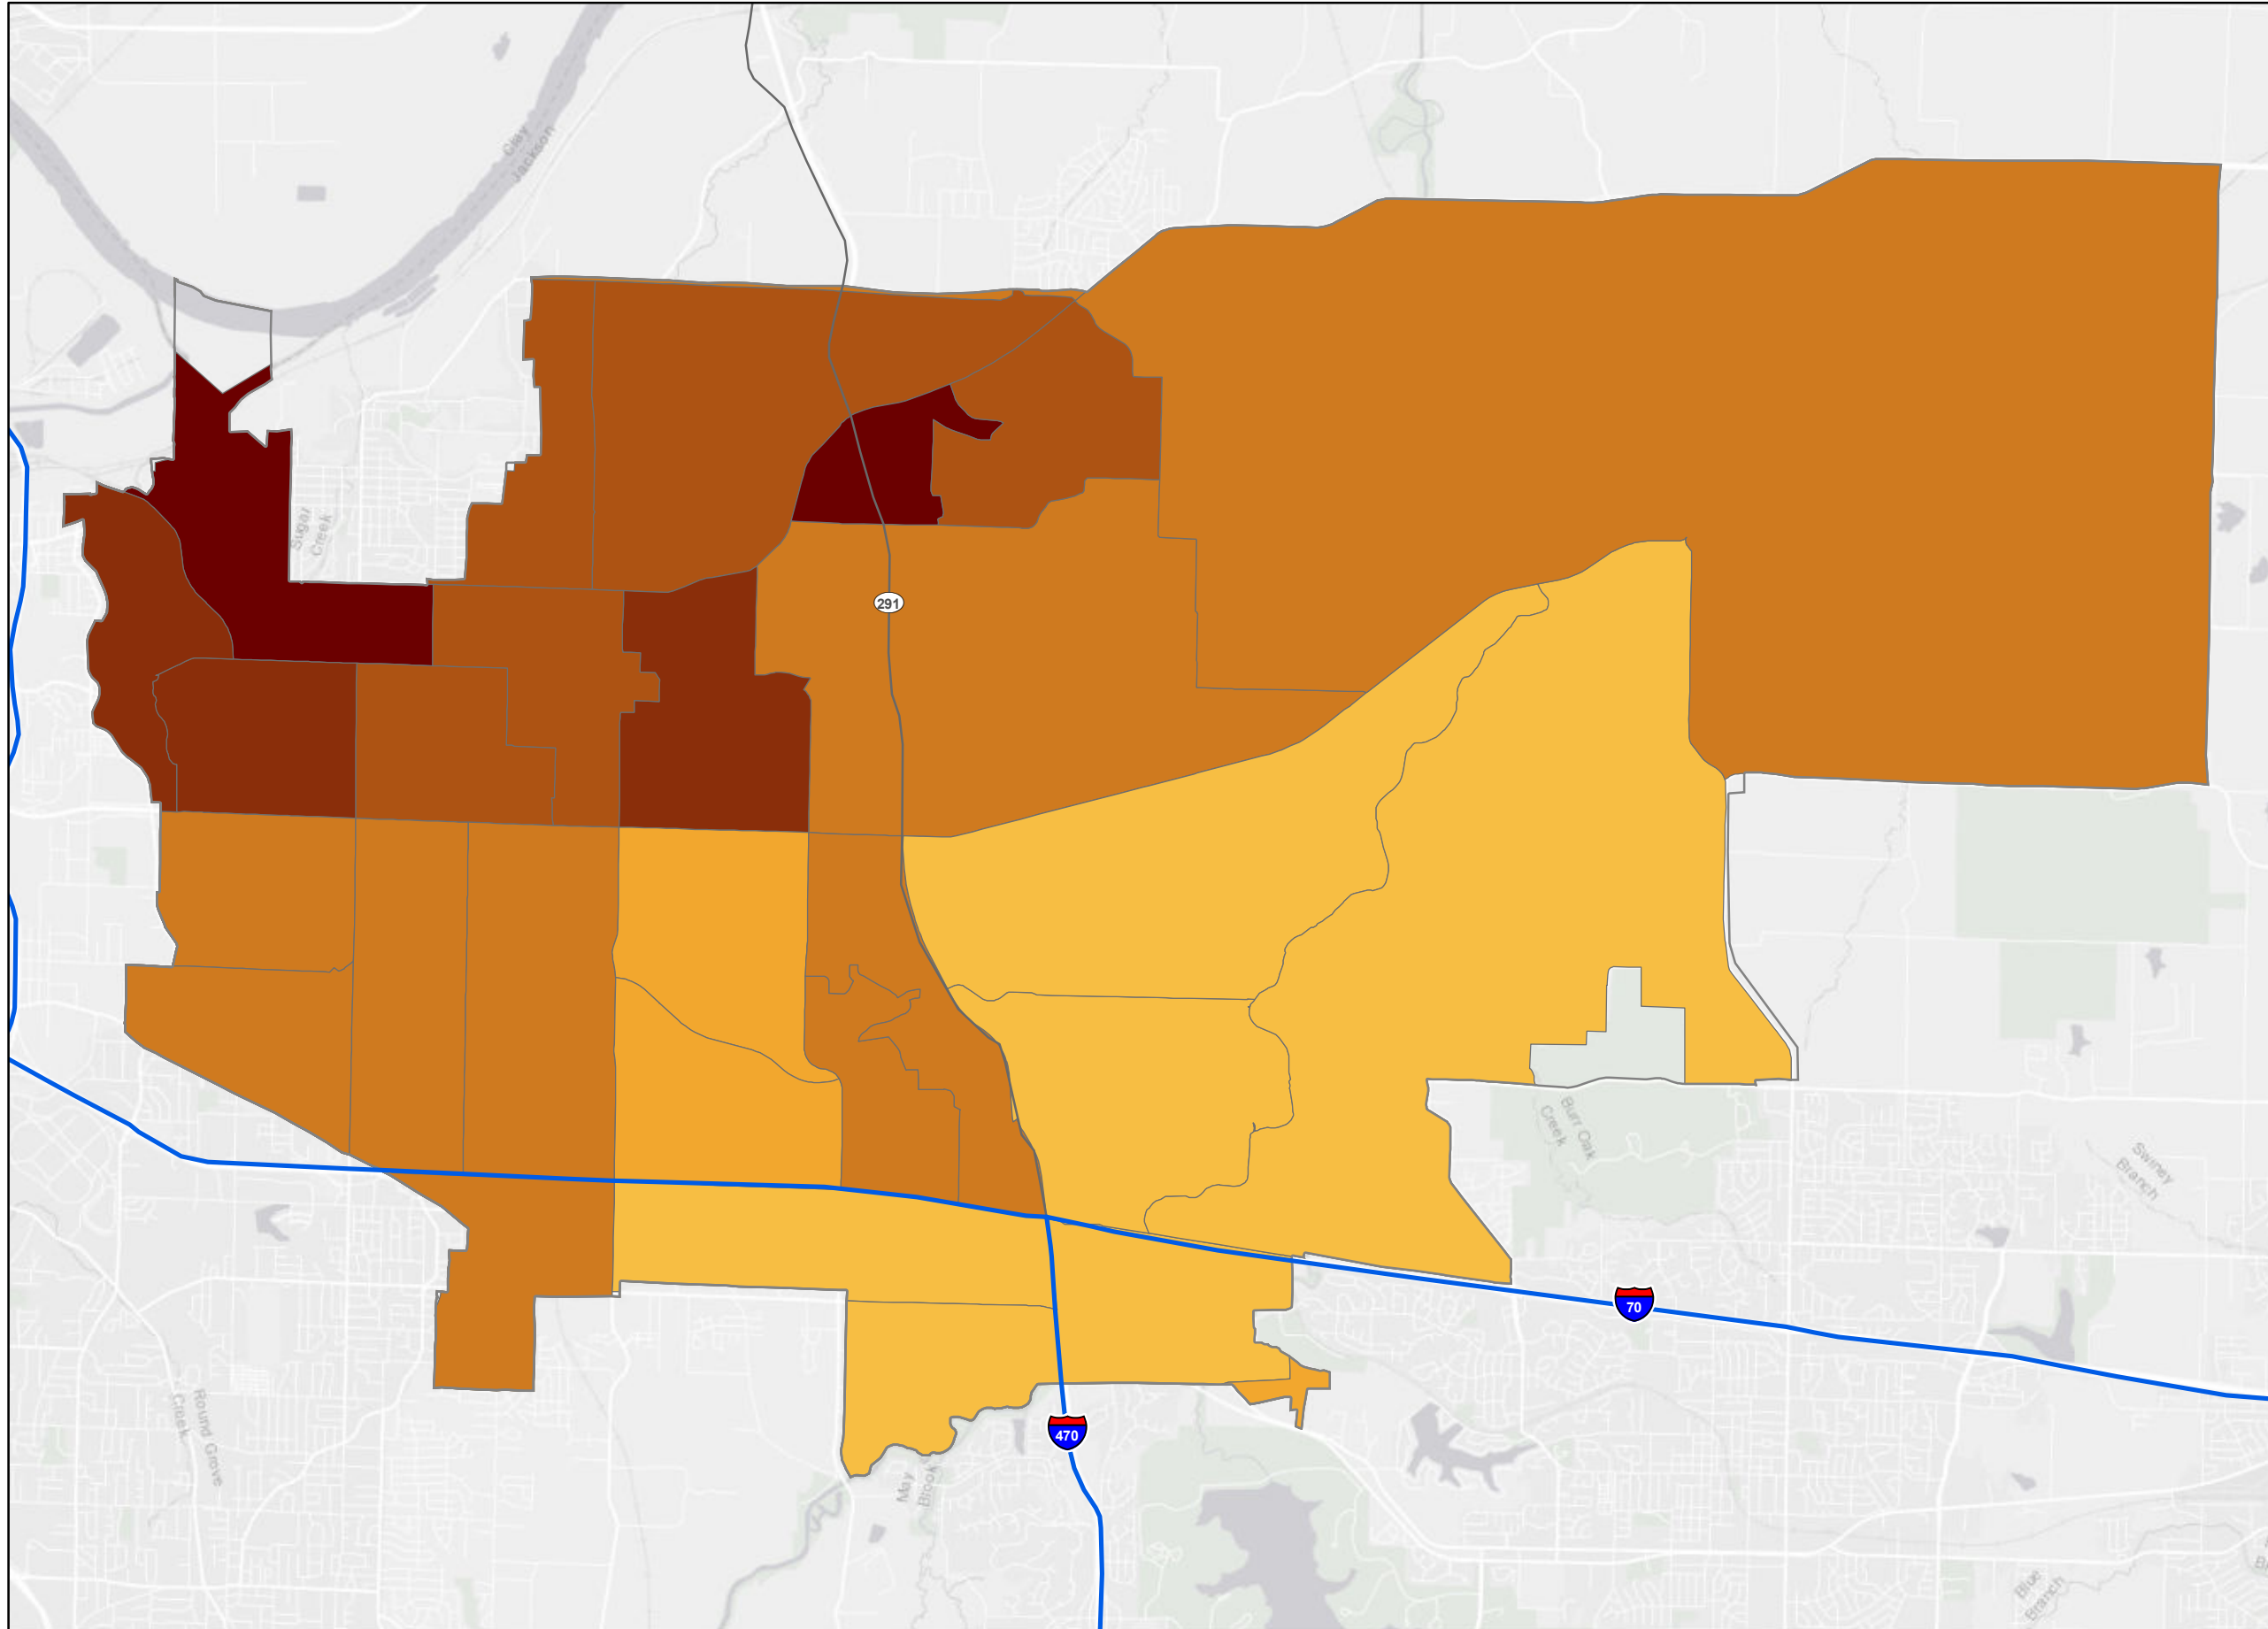 Clay
Jackson
Sugar
Creek
291
Burr Oak
Creek
Swiney
Branch
70
Round Grove
Creek
470
May
Brook
Blue
Branch